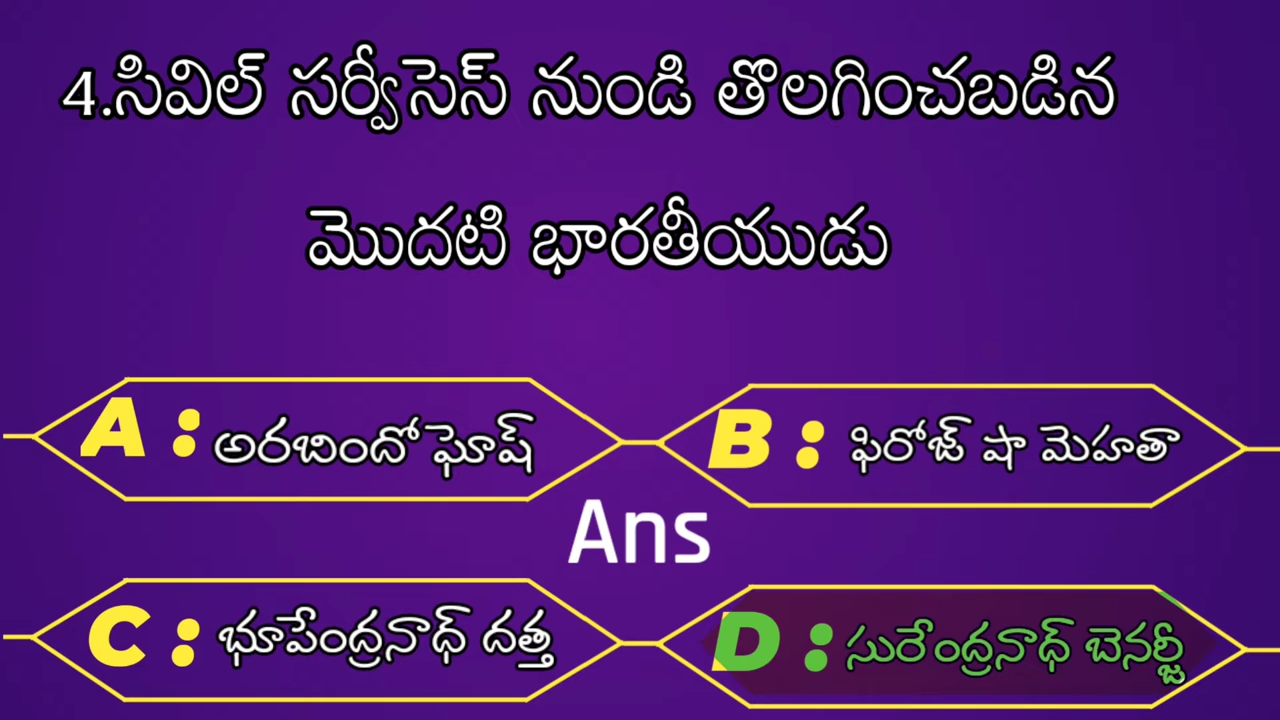 4.సివిల్ సర్వీసెస్ నుండి తొలగించబడిన
మొదటి భారతీయుడు
A : అరబిందో ఘోష్
B : ఫిరోజ్ షా మెహతా
Ans
C : భూపేంద్రనాధ్ దత్త
D : సురేంద్రనాధ్ బెనర్జీ